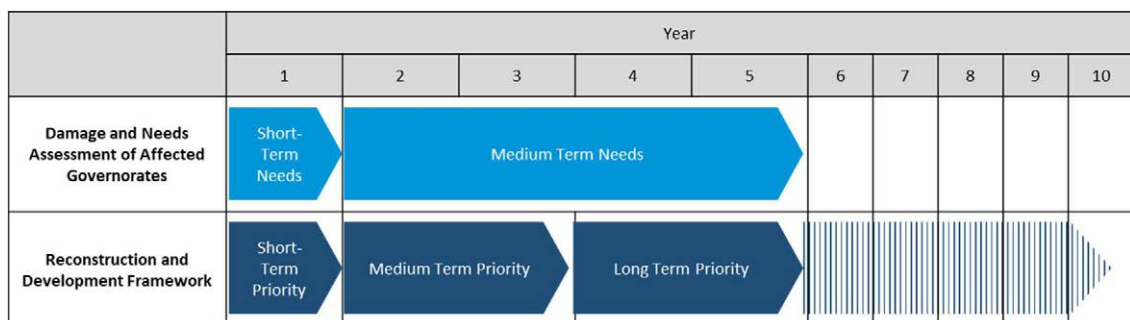 Year
1 2 3 4 5 6 7 8 9 10
Damage and Needs
Assessment of Affected
Governorates
Short-
Term
Needs
Medium Term Needs
Reconstruction and
Development Framework
Short-
Term
Priority
Medium Term Priority
Long Term Priority